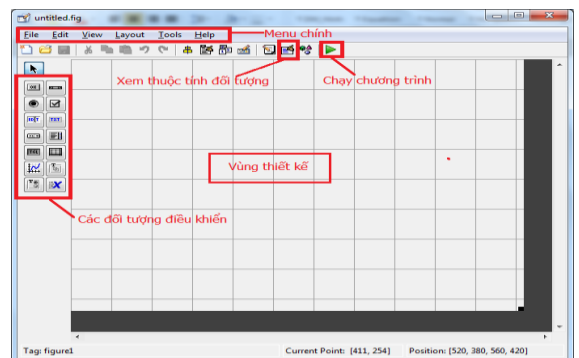 untitled.fig
File Edit View Layout Tools Help
Menu chính
Xem thuộc tính đối tượng
Chạy chương trình
Vùng thiết kế
Các đối tượng điều khiển
Tag: figure1
Current Point: [411, 254]
Position: [520, 380, 560, 420]